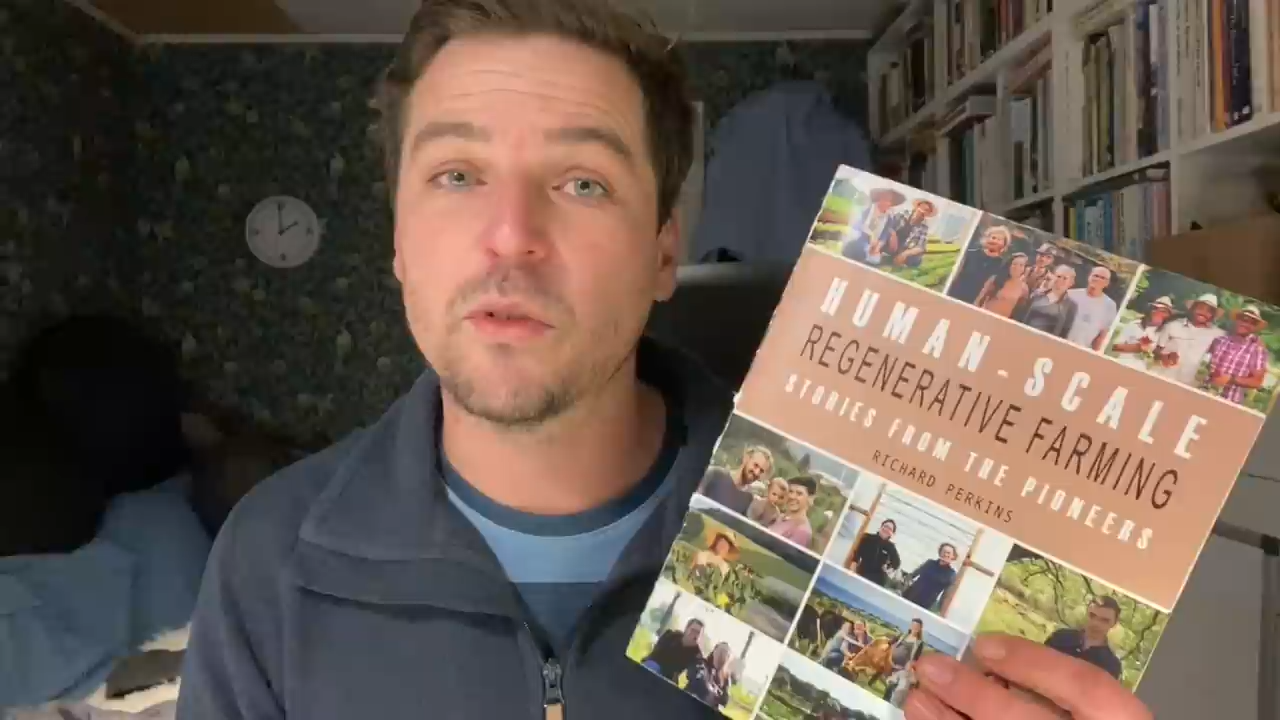 HUMAN-SCALE
REGENERATIVE FARMING
STORIES FROM THE PIONEERS
RICHARD PERKINS